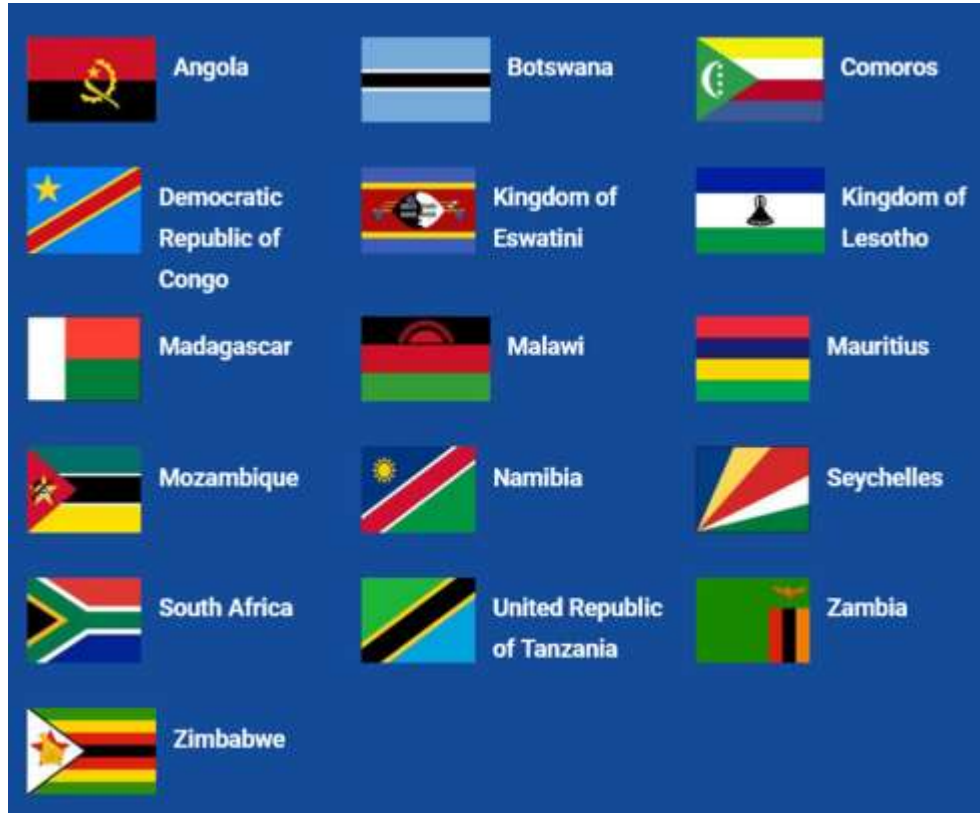 Angola
Botswana
Comoros
Democratic
Republic of
Congo
Kingdom of
Eswatini
Kingdom of
Lesotho
Madagascar
Malawi
Mauritius
Mozambique
Namibia
Seychelles
South Africa
United Republic
of Tanzania
Zambia
Zimbabwe